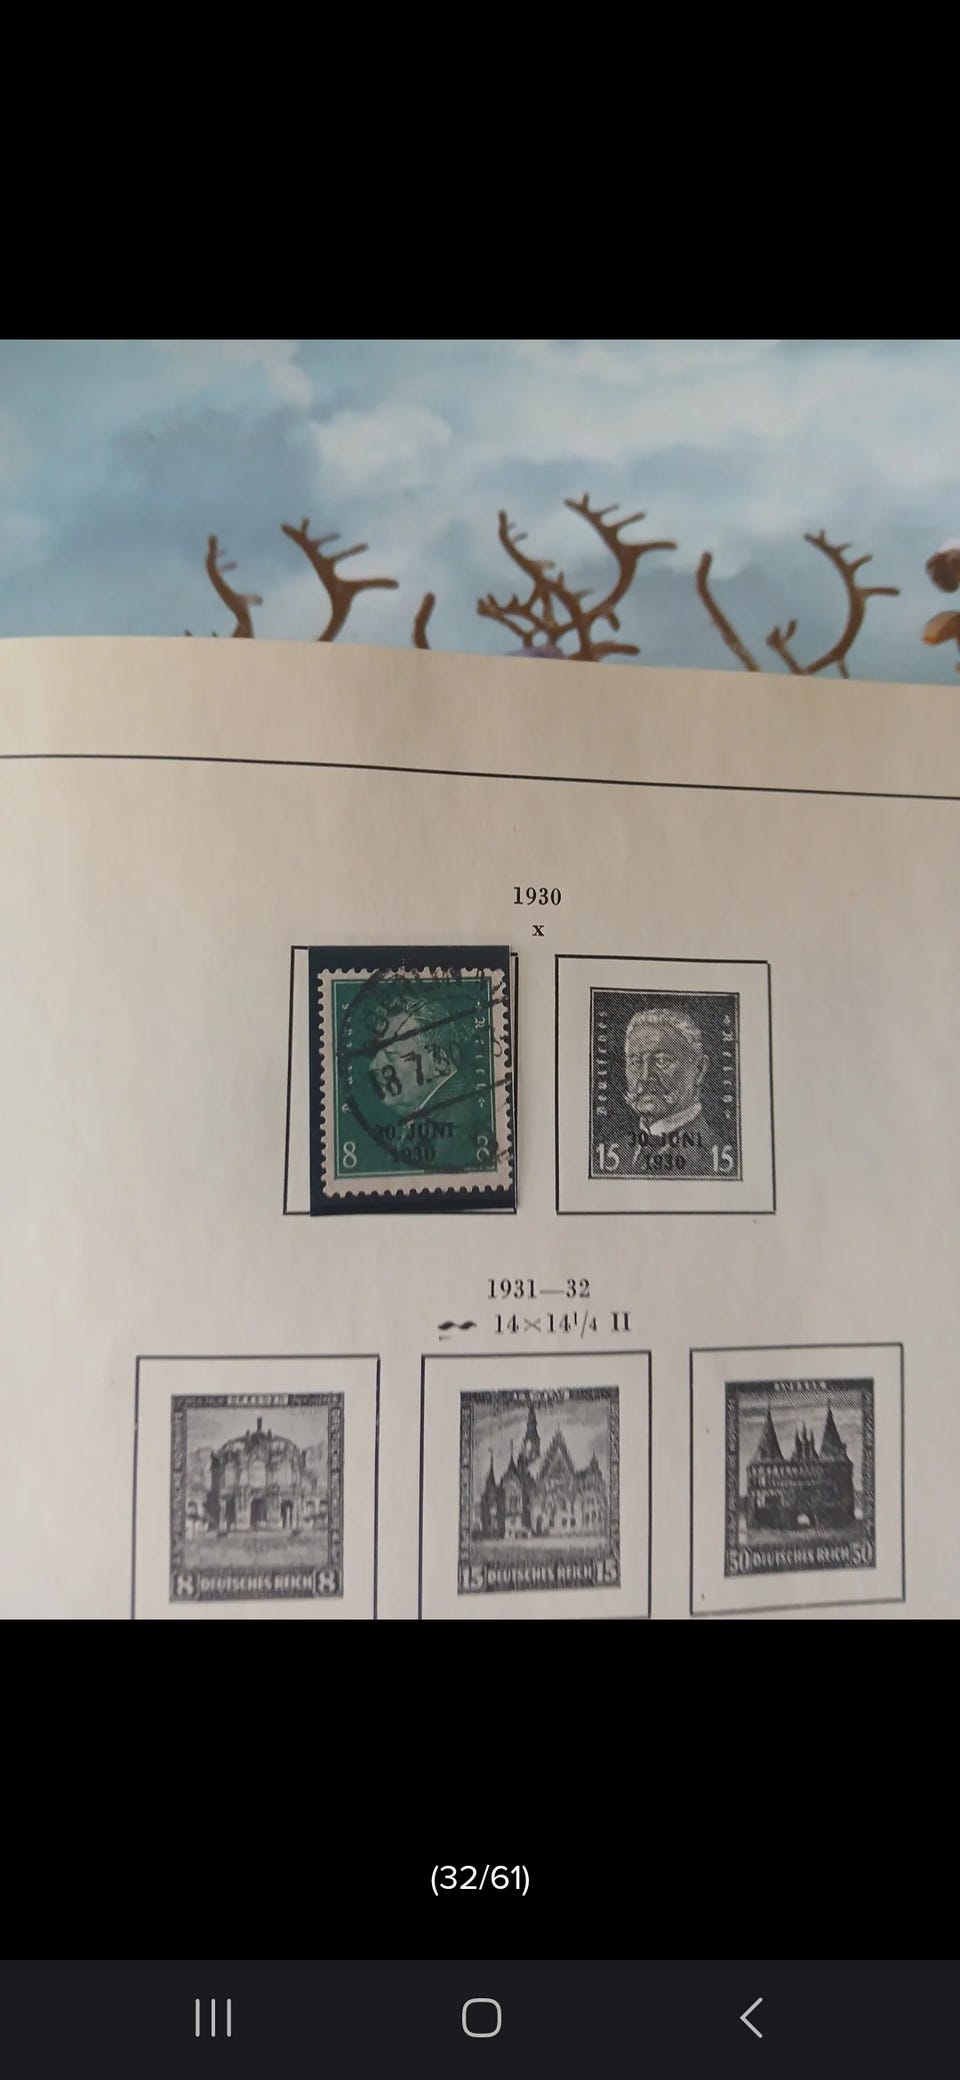 1930
x
18.7.30
8
30. JUNI
1930
8
Deutsches Reich
30. JUNI
1930
15
15
1931—32
14×14¹/4 II
8 DEUTSCHES REICH 8
15 DEUTSCHES REICH 15
50 DEUTSCHES REICH 50
(32/61)